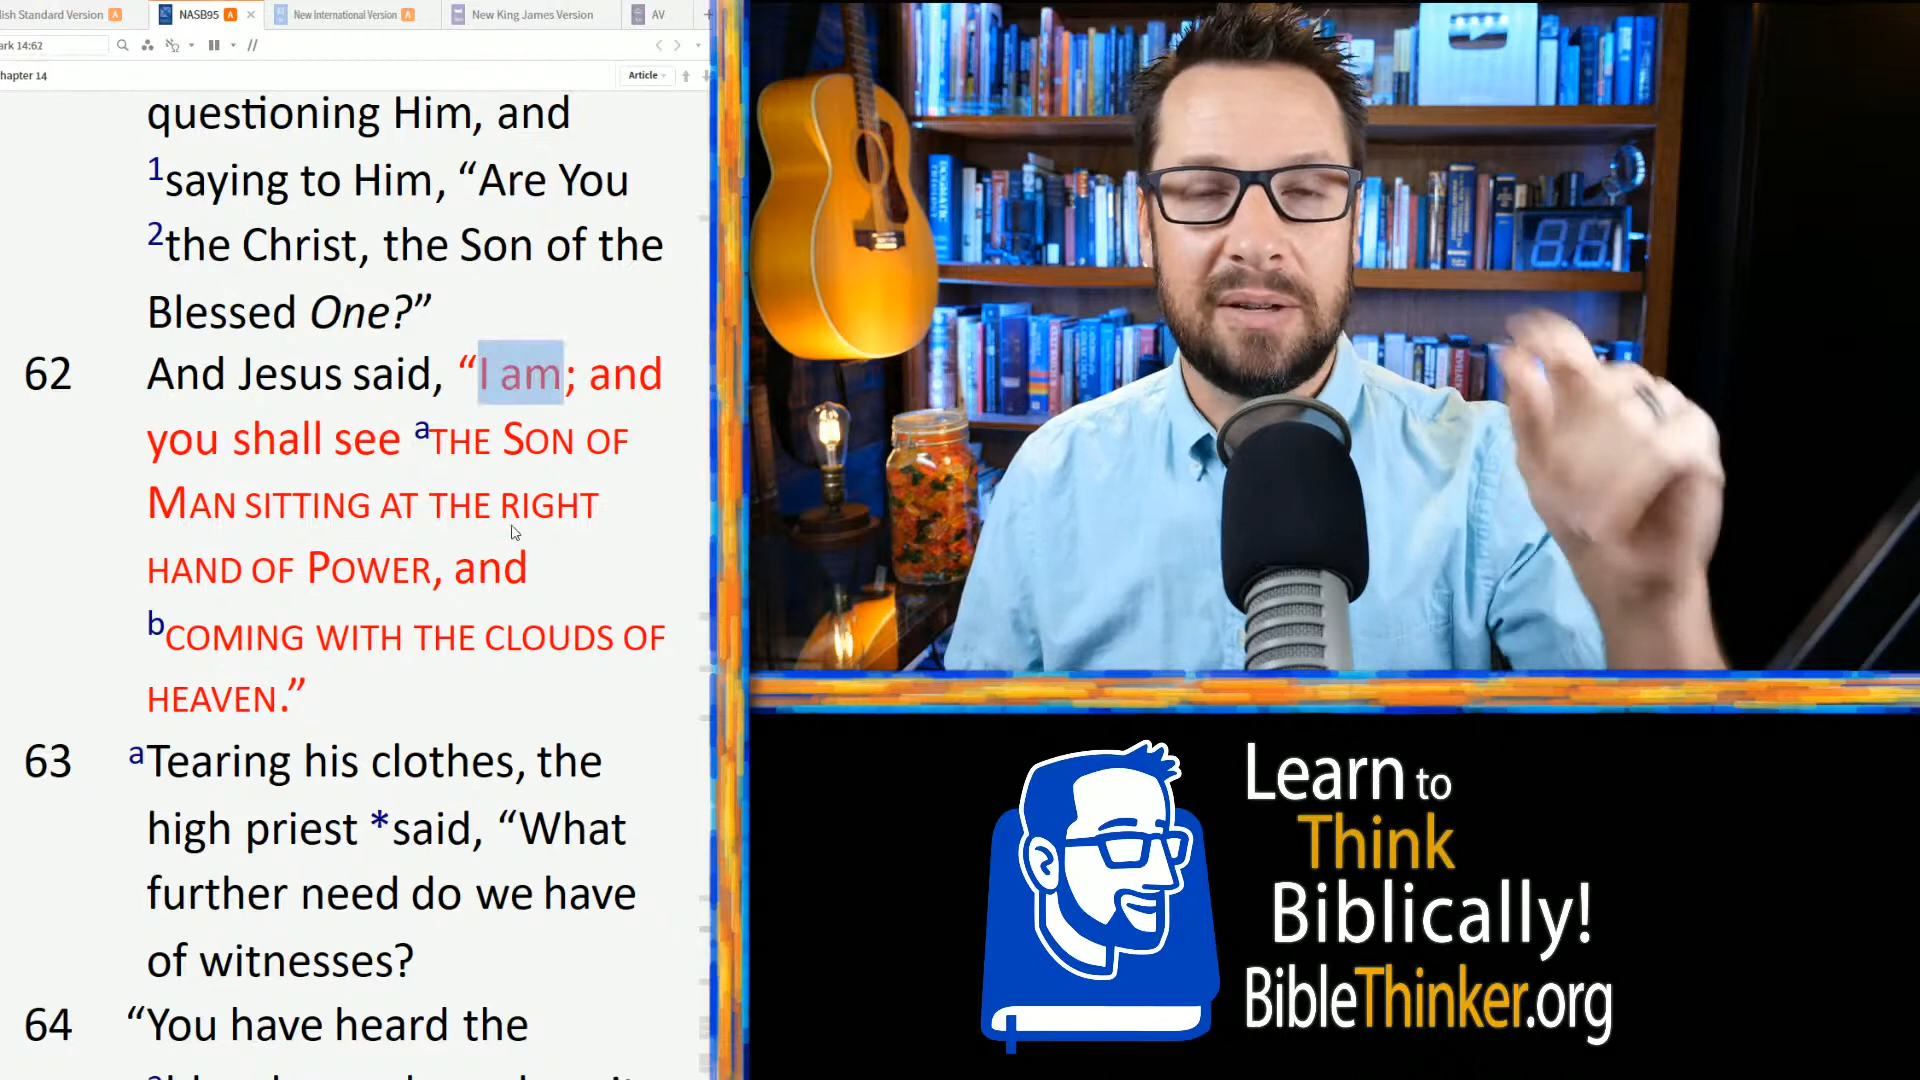 lish Standard Version A
NASB95 A ×
New International Version A
New King James Version
AV
+
ark 14:62
hapter 14
Article
questioning Him, and
1saying to Him, “Are You
2the Christ, the Son of the
Blessed One?”
62 And Jesus said, “I am; and
you shall see aTHE SON OF
MAN SITTING AT THE RIGHT
HAND OF POWER, and
bCOMING WITH THE CLOUDS OF
HEAVEN.”
63 aTearing his clothes, the
high priest *said, “What
further need do we have
of witnesses?
64 “You have heard the
Learn to
Think
Biblically!
BibleThinker.org